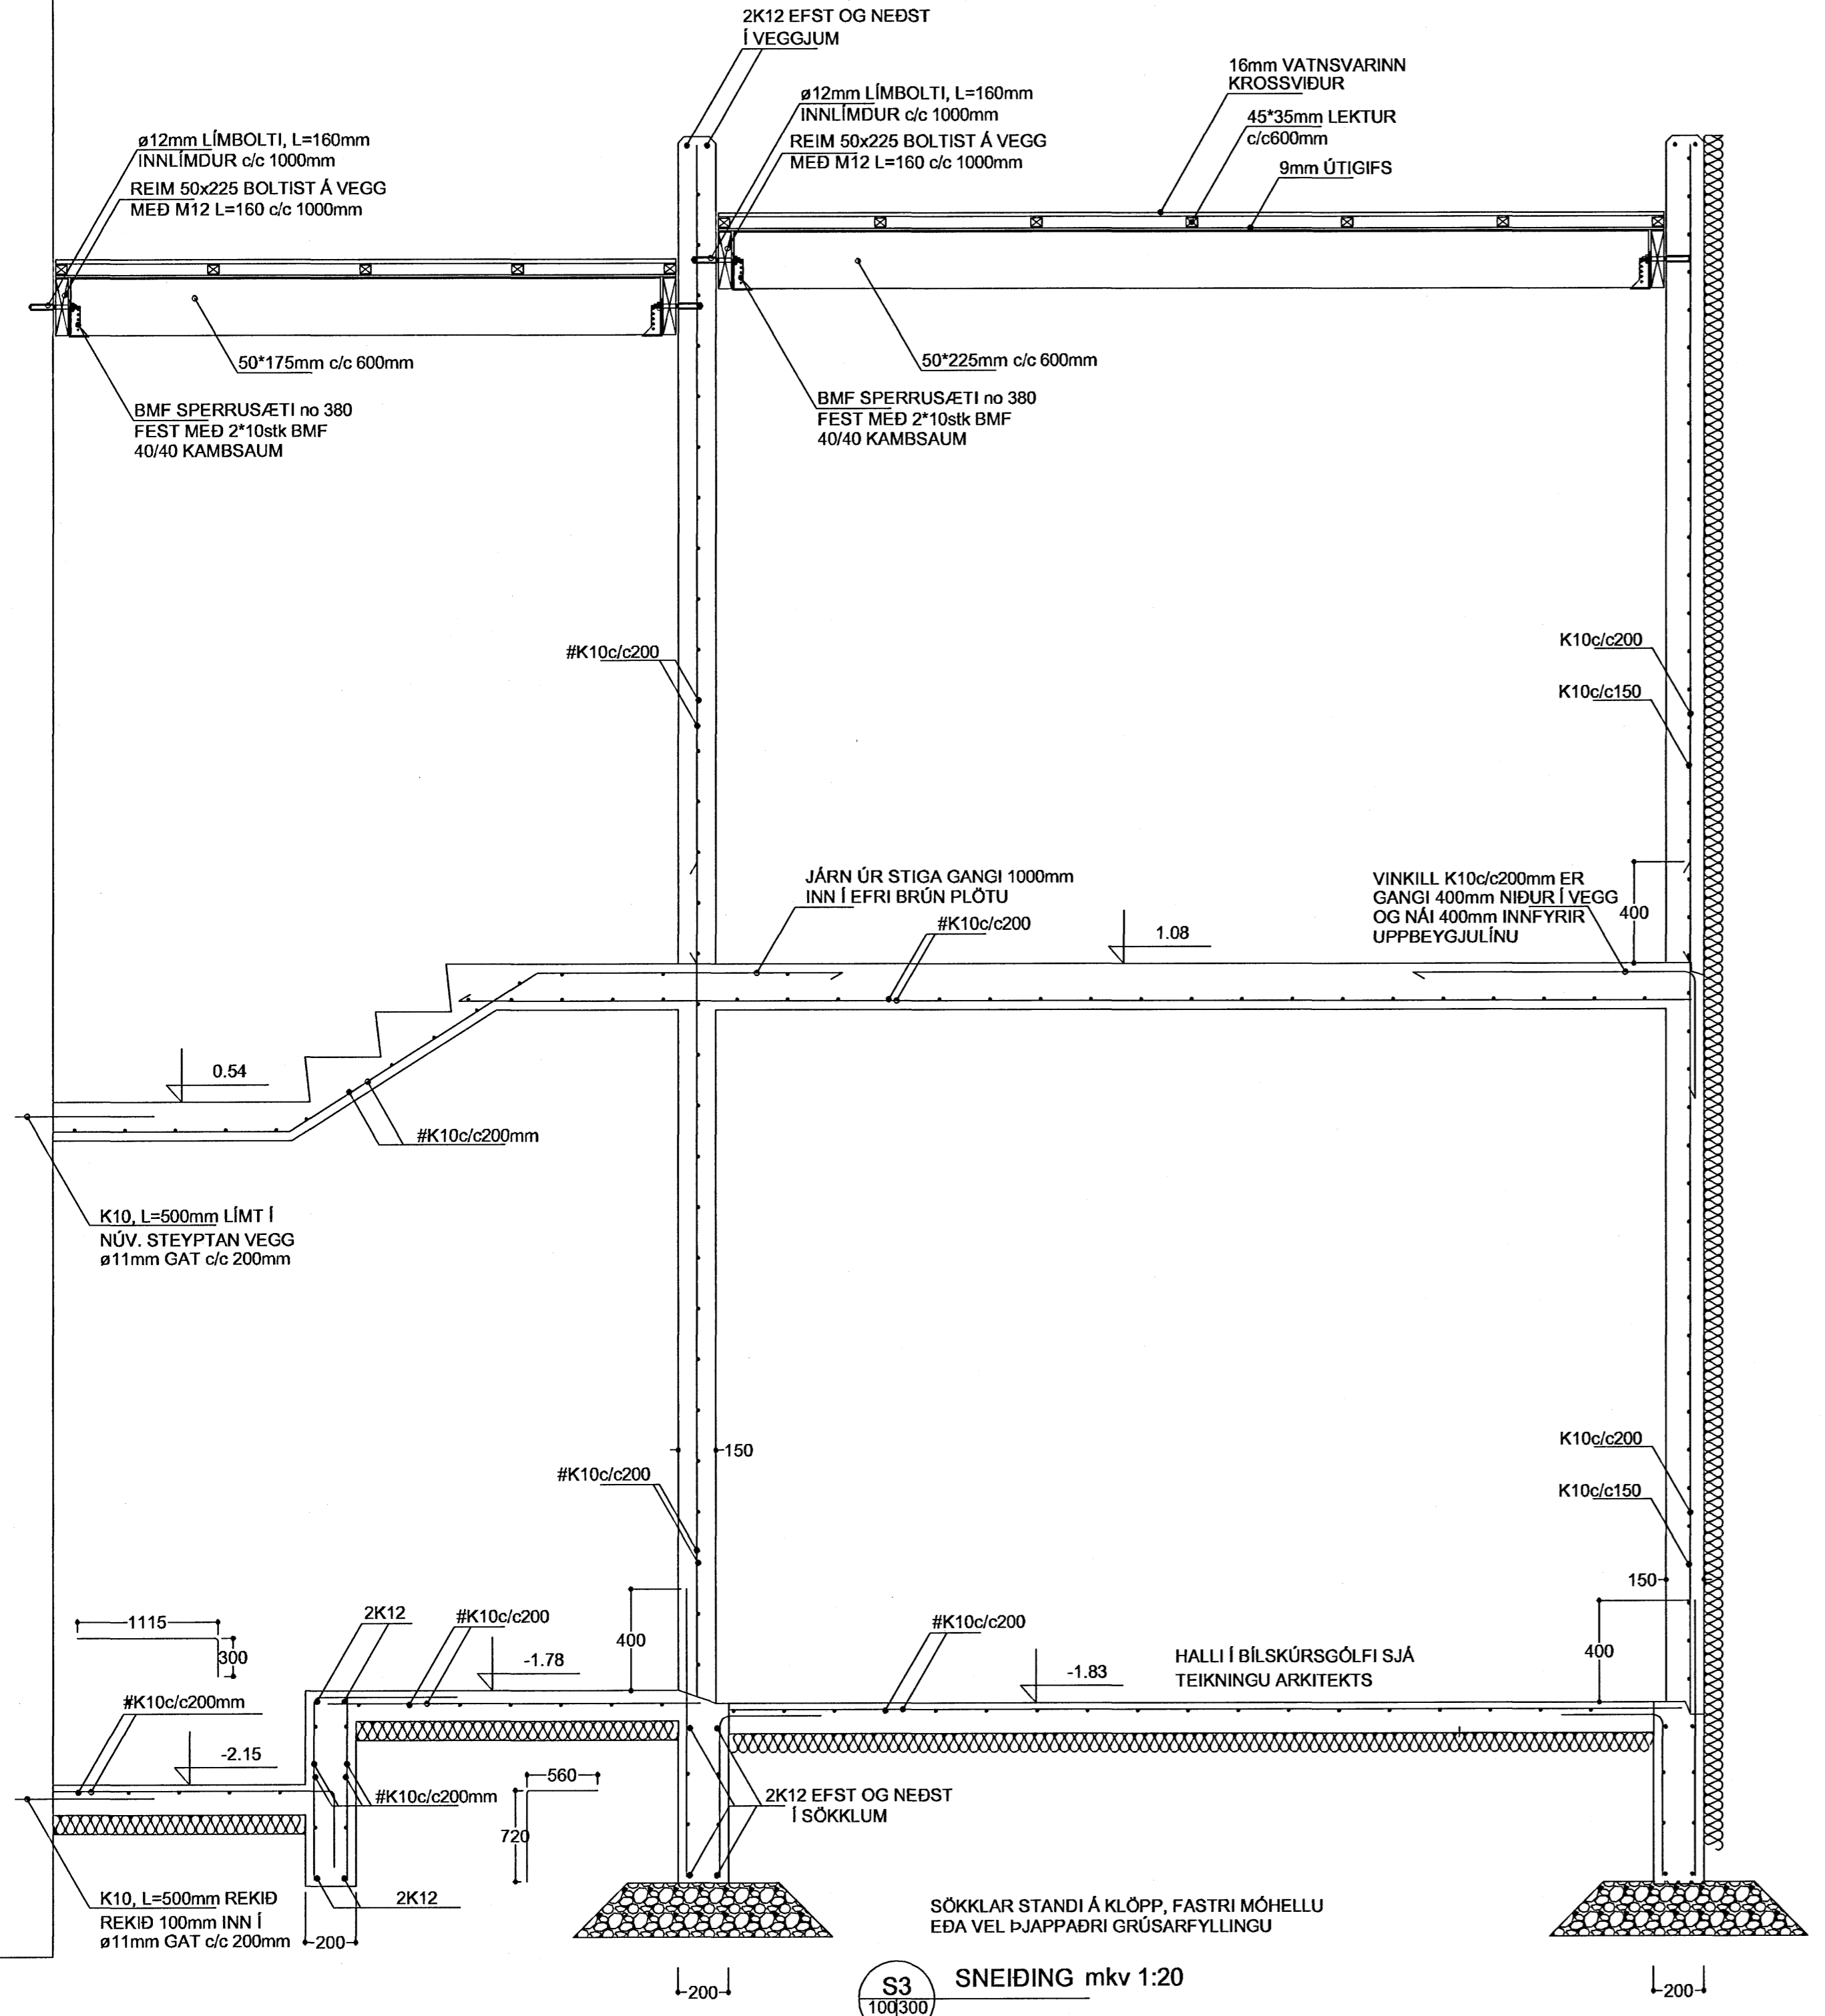 2K12 EFST OG NEÐST
Í VEGGJUM
16mm VATNSVARINN
KROSSVIÐUR
ø12mm LÍMBOLTI, L=160mm
INNLÍMDUR c/c 1000mm
45*35mm LEKTUR
c/c600mm
ø12mm LÍMBOLTI, L=160mm
INNLÍMDUR c/c 1000mm
REIM 50x225 BOLTIST Á VEGG
MEÐ M12 L=160 c/c 1000mm
9mm ÚTIGIFS
REIM 50x225 BOLTIST Á VEGG
MEÐ M12 L=160 c/c 1000mm
50*175mm c/c 600mm
50*225mm c/c 600mm
BMF SPERRUSÆTI no 380
FEST MEÐ 2*10stk BMF
40/40 KAMBSAUM
BMF SPERRUSÆTI no 380
FEST MEÐ 2*10stk BMF
40/40 KAMBSAUM
#K10c/c200
K10c/c200
K10c/c150
JÁRN ÚR STIGA GANGI 1000mm
INN Í EFRI BRÚN PLÖTU
VINKILL K10c/c200mm ER
GANGI 400mm NIÐUR Í VEGG
OG NÁI 400mm INNFYRIR
UPPBEYGJULÍNU
400
#K10c/c200
1.08
0.54
#K10c/c200mm
K10, L=500mm LÍMT Í
NÚV. STEYPTAN VEGG
ø11mm GAT c/c 200mm
150
#K10c/c200
K10c/c200
K10c/c150
150
1115
300
2K12
#K10c/c200
400
#K10c/c200
400
-1.78
-1.83
HALLI Í BÍLSKÚRSGÓLFI SJÁ
TEIKNINGU ARKITEKTS
#K10c/c200mm
-2.15
560
720
#K10c/c200mm
2K12 EFST OG NEÐST
Í SÖKKLUM
K10, L=500mm REKIÐ
REKIÐ 100mm INN Í
ø11mm GAT c/c 200mm
2K12
200
SÖKKLAR STANDI Á KLÖPP, FASTRI MÓHELLU
EÐA VEL ÞJAPPAÐRI GRÚSARFYLLINGU
200
S3
100|300
SNEIÐING mkv 1:20
200